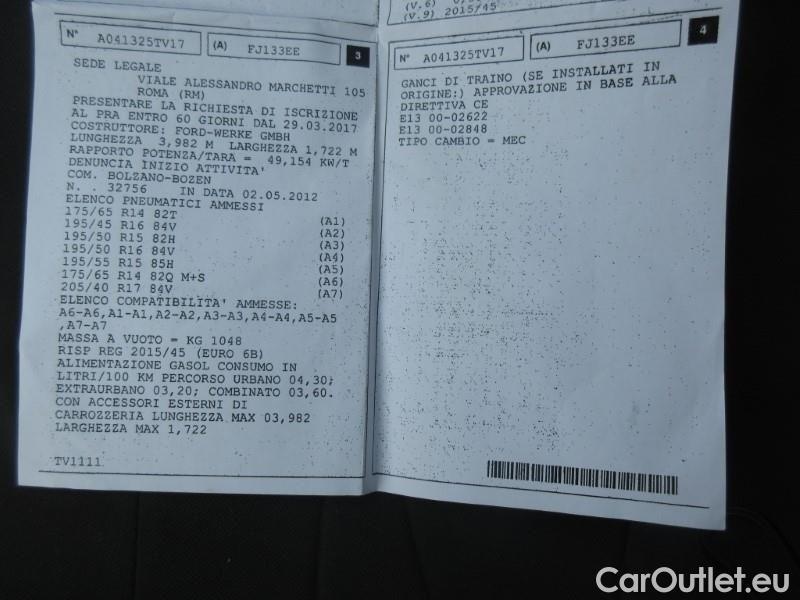 (V.9) 2015/45
N° A041325TV17 (A) FJ133EE 3
SEDE LEGALE
VIALE ALESSANDRO MARCHETTI 105
ROMA (RM)
PRESENTARE LA RICHIESTA DI ISCRIZIONE
AL PRA ENTRO 60 GIORNI DAL 29.03.2017
COSTRUTTORE: FORD-WERKE GMBH
LUNGHEZZA 3,982 M LARGHEZZA 1,722 M
RAPPORTO POTENZA/TARA = 49,154 KW/T
DENUNCIA INIZIO ATTIVITA'
COM. BOLZANO-BOZEN
N. . 32756 IN DATA 02.05.2012
ELENCO PNEUMATICI AMMESSI
175/65 R14 82T (A1)
195/45 R16 84V (A2)
195/50 R15 82H (A3)
195/50 R16 84V (A4)
195/55 R15 85H (A5)
175/65 R14 82Q M+S (A6)
205/40 R17 84V (A7)
ELENCO COMPATIBILITA' AMMESSE:
A6-A6,A1-A1,A2-A2,A3-A3,A4-A4,A5-A5
,A7-A7
MASSA A VUOTO = KG 1048
RISP REG 2015/45 (EURO 6B)
ALIMENTAZIONE GASOL CONSUMO IN
LITRI/100 KM PERCORSO URBANO 04,30;
EXTRAURBANO 03,20; COMBINATO 03,60.
CON ACCESSORI ESTERNI DI
CARROZZERIA LUNGHEZZA MAX 03,982
LARGHEZZA MAX 1,722
TV1111
N° A041325TV17 (A) FJ133EE 4
GANCI DI TRAINO (SE INSTALLATI IN
ORIGINE:) APPROVAZIONE IN BASE ALLA
DIRETTIVA CE
E13 00-02622
E13 00-02848
TIPO CAMBIO = MEC
CarOutlet.eu